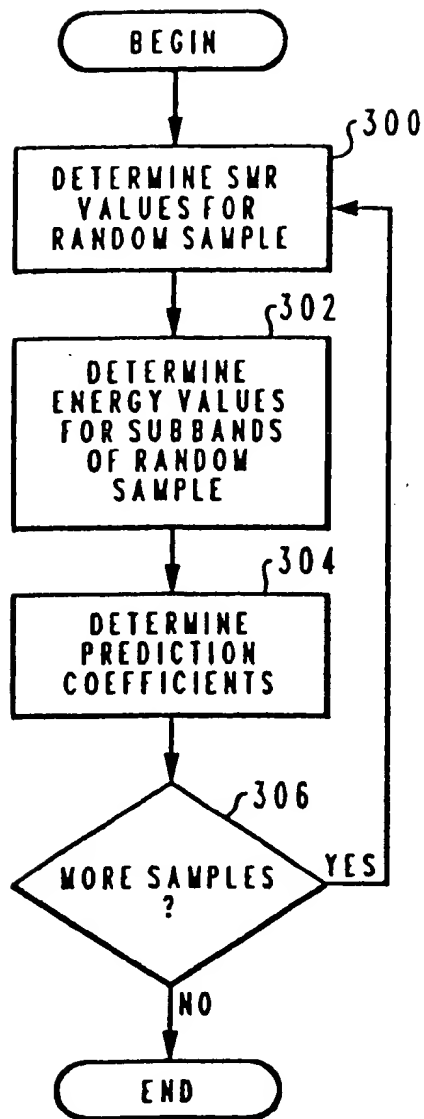 BEGIN
300
DETERMINE SMR
VALUES FOR
RANDOM SAMPLE
302
DETERMINE
ENERGY VALUES
FOR SUBBANDS
OF RANDOM
SAMPLE
304
DETERMINE
PREDICTION
COEFFICIENTS
306
MORE SAMPLES
?
YES
NO
END